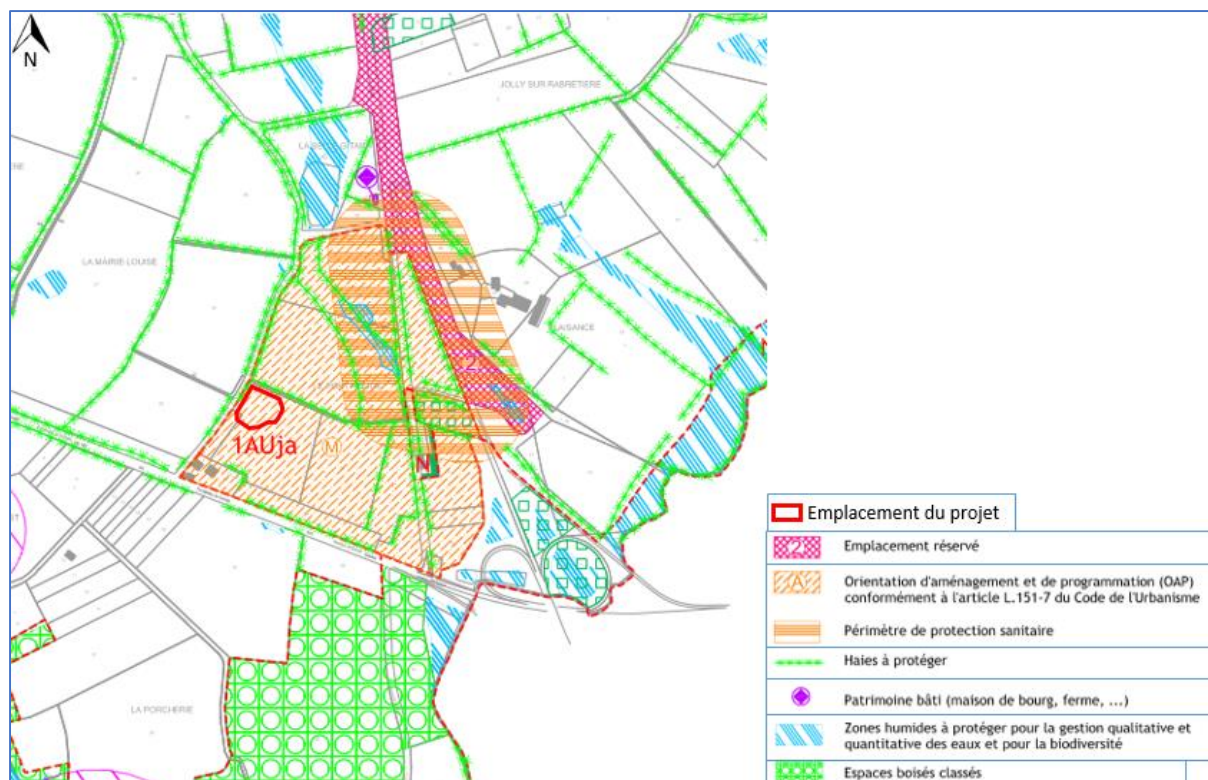 N
JOLLY SUR RABRETIERE
LA MAIRIE-LOUISE
2
1AUja
M
N
LA PORCHERIE
Emplacement du projet
2 Emplacement réservé
A Orientation d'aménagement et de programmation (OAP)
conformément à l'article L.151-7 du Code de l'Urbanisme
Périmètre de protection sanitaire
Haies à protéger
Patrimoine bâti (maison de bourg, ferme, ...)
Zones humides à protéger pour la gestion qualitative et
quantitative des eaux et pour la biodiversité
Espaces boisés classés